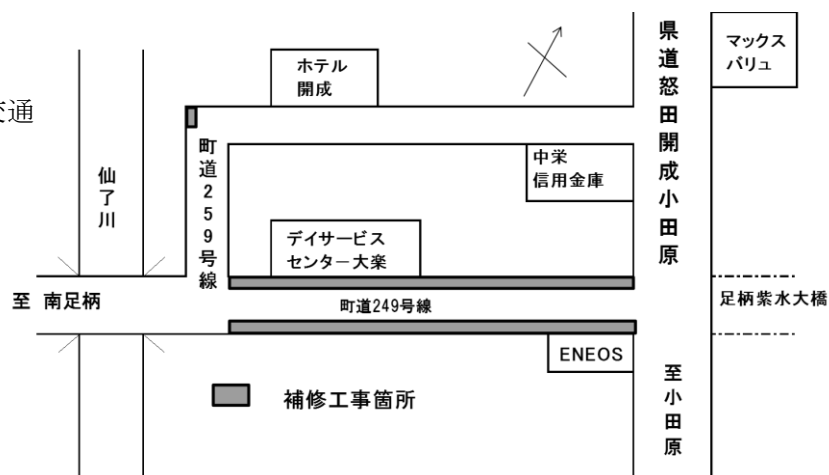 交通
ホテル
開成
マックス
バリュ
県道怒田開成小田原
仙了川
町道259号線
中栄
信用金庫
デイサービス
センター大楽
至 南足柄
町道249号線
足柄紫水大橋
ENEOS
補修工事箇所
至小田原